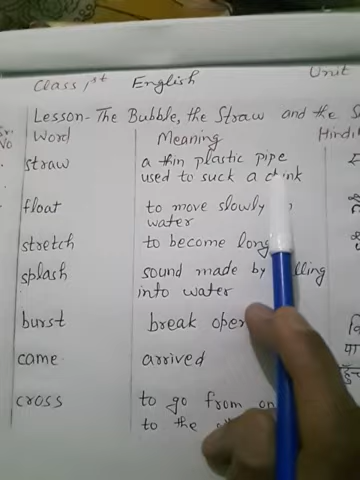 Class 1st English Unit
Lesson- The Bubble, the Straw and the
No Word Meaning Hindi
straw a thin plastic pipe
used to suck a drink
float to move slowly
water
stretch to become long
splash sound made by
into water
burst break open
came arrived
cross to go from
to the